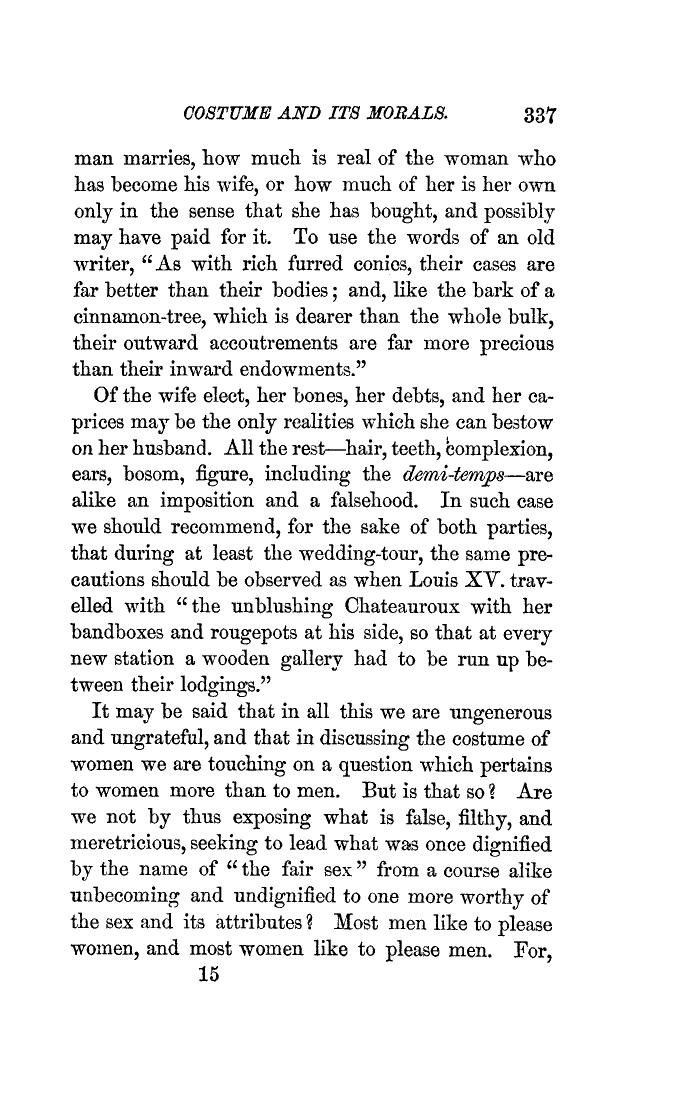 COSTUME AND ITS MORALS. 337
man marries, how much is real of the woman who
has become his wife, or how much of her is her own
only in the sense that she has bought, and possibly
may have paid for it. To use the words of an old
writer, “As with rich furred conies, their cases are
far better than their bodies; and, like the bark of a
cinnamon-tree, which is dearer than the whole bulk,
their outward accoutrements are far more precious
than their inward endowments.”
Of the wife elect, her bones, her debts, and her ca-
prices may be the only realities which she can bestow
on her husband. All the rest—hair, teeth, complexion,
ears, bosom, figure, including the demi-temps—are
alike an imposition and a falsehood. In such case
we should recommend, for the sake of both parties,
that during at least the wedding-tour, the same pre-
cautions should be observed as when Louis XV. trav-
elled with “the unblushing Chateauroux with her
bandboxes and rougepots at his side, so that at every
new station a wooden gallery had to be run up be-
tween their lodgings.”
It may be said that in all this we are ungenerous
and ungrateful, and that in discussing the costume of
women we are touching on a question which pertains
to women more than to men. But is that so? Are
we not by thus exposing what is false, filthy, and
meretricious, seeking to lead what was once dignified
by the name of “the fair sex” from a course alike
unbecoming and undignified to one more worthy of
the sex and its attributes? Most men like to please
women, and most women like to please men. For,
15